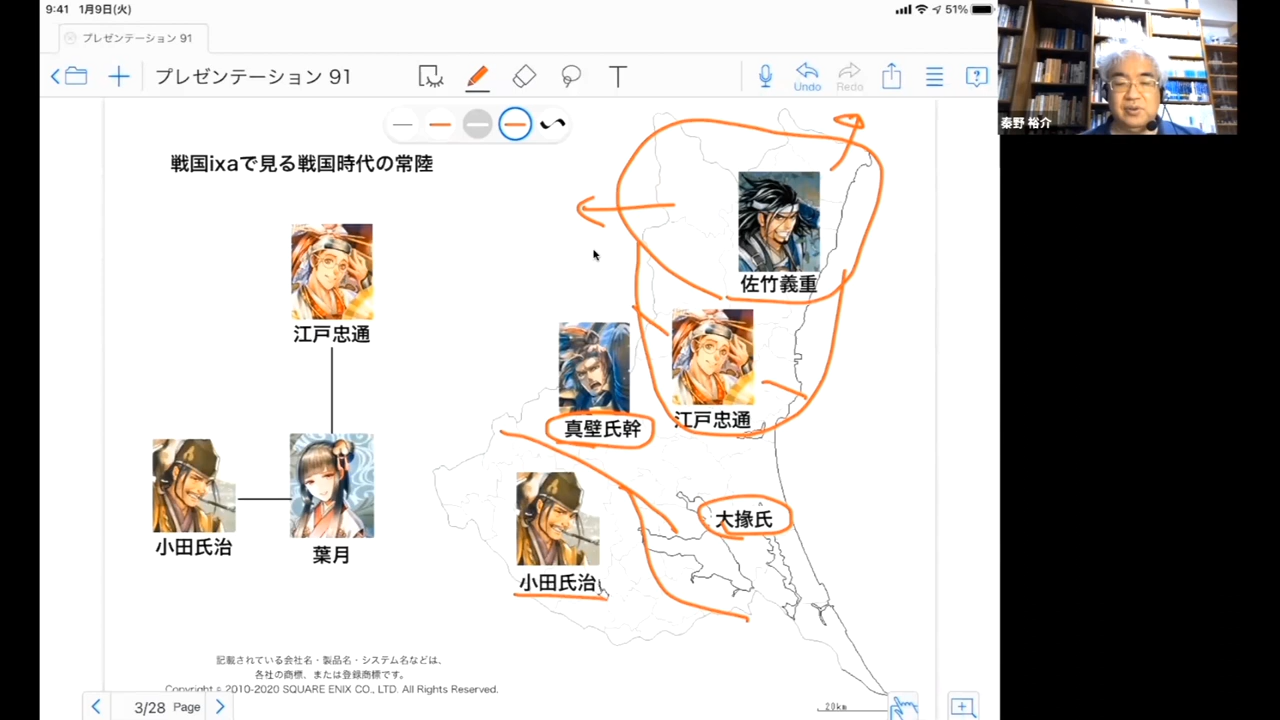 9:41 1月9日(火)
51%
プレゼンテーション 91
プレゼンテーション 91
T
Undo
Redo
秦野 裕介
戦国ixaで見る戦国時代の常陸
佐竹義重
江戸忠通
真壁氏幹
江戸忠通
大掾氏
小田氏治
葉月
小田氏治
記載されている会社名・製品名・システム名などは、
各社の商標、または登録商標です。
Copyright © 2010-2020 SQUARE ENIX CO., LTD. All Rights Reserved.
3/28 Page
20km